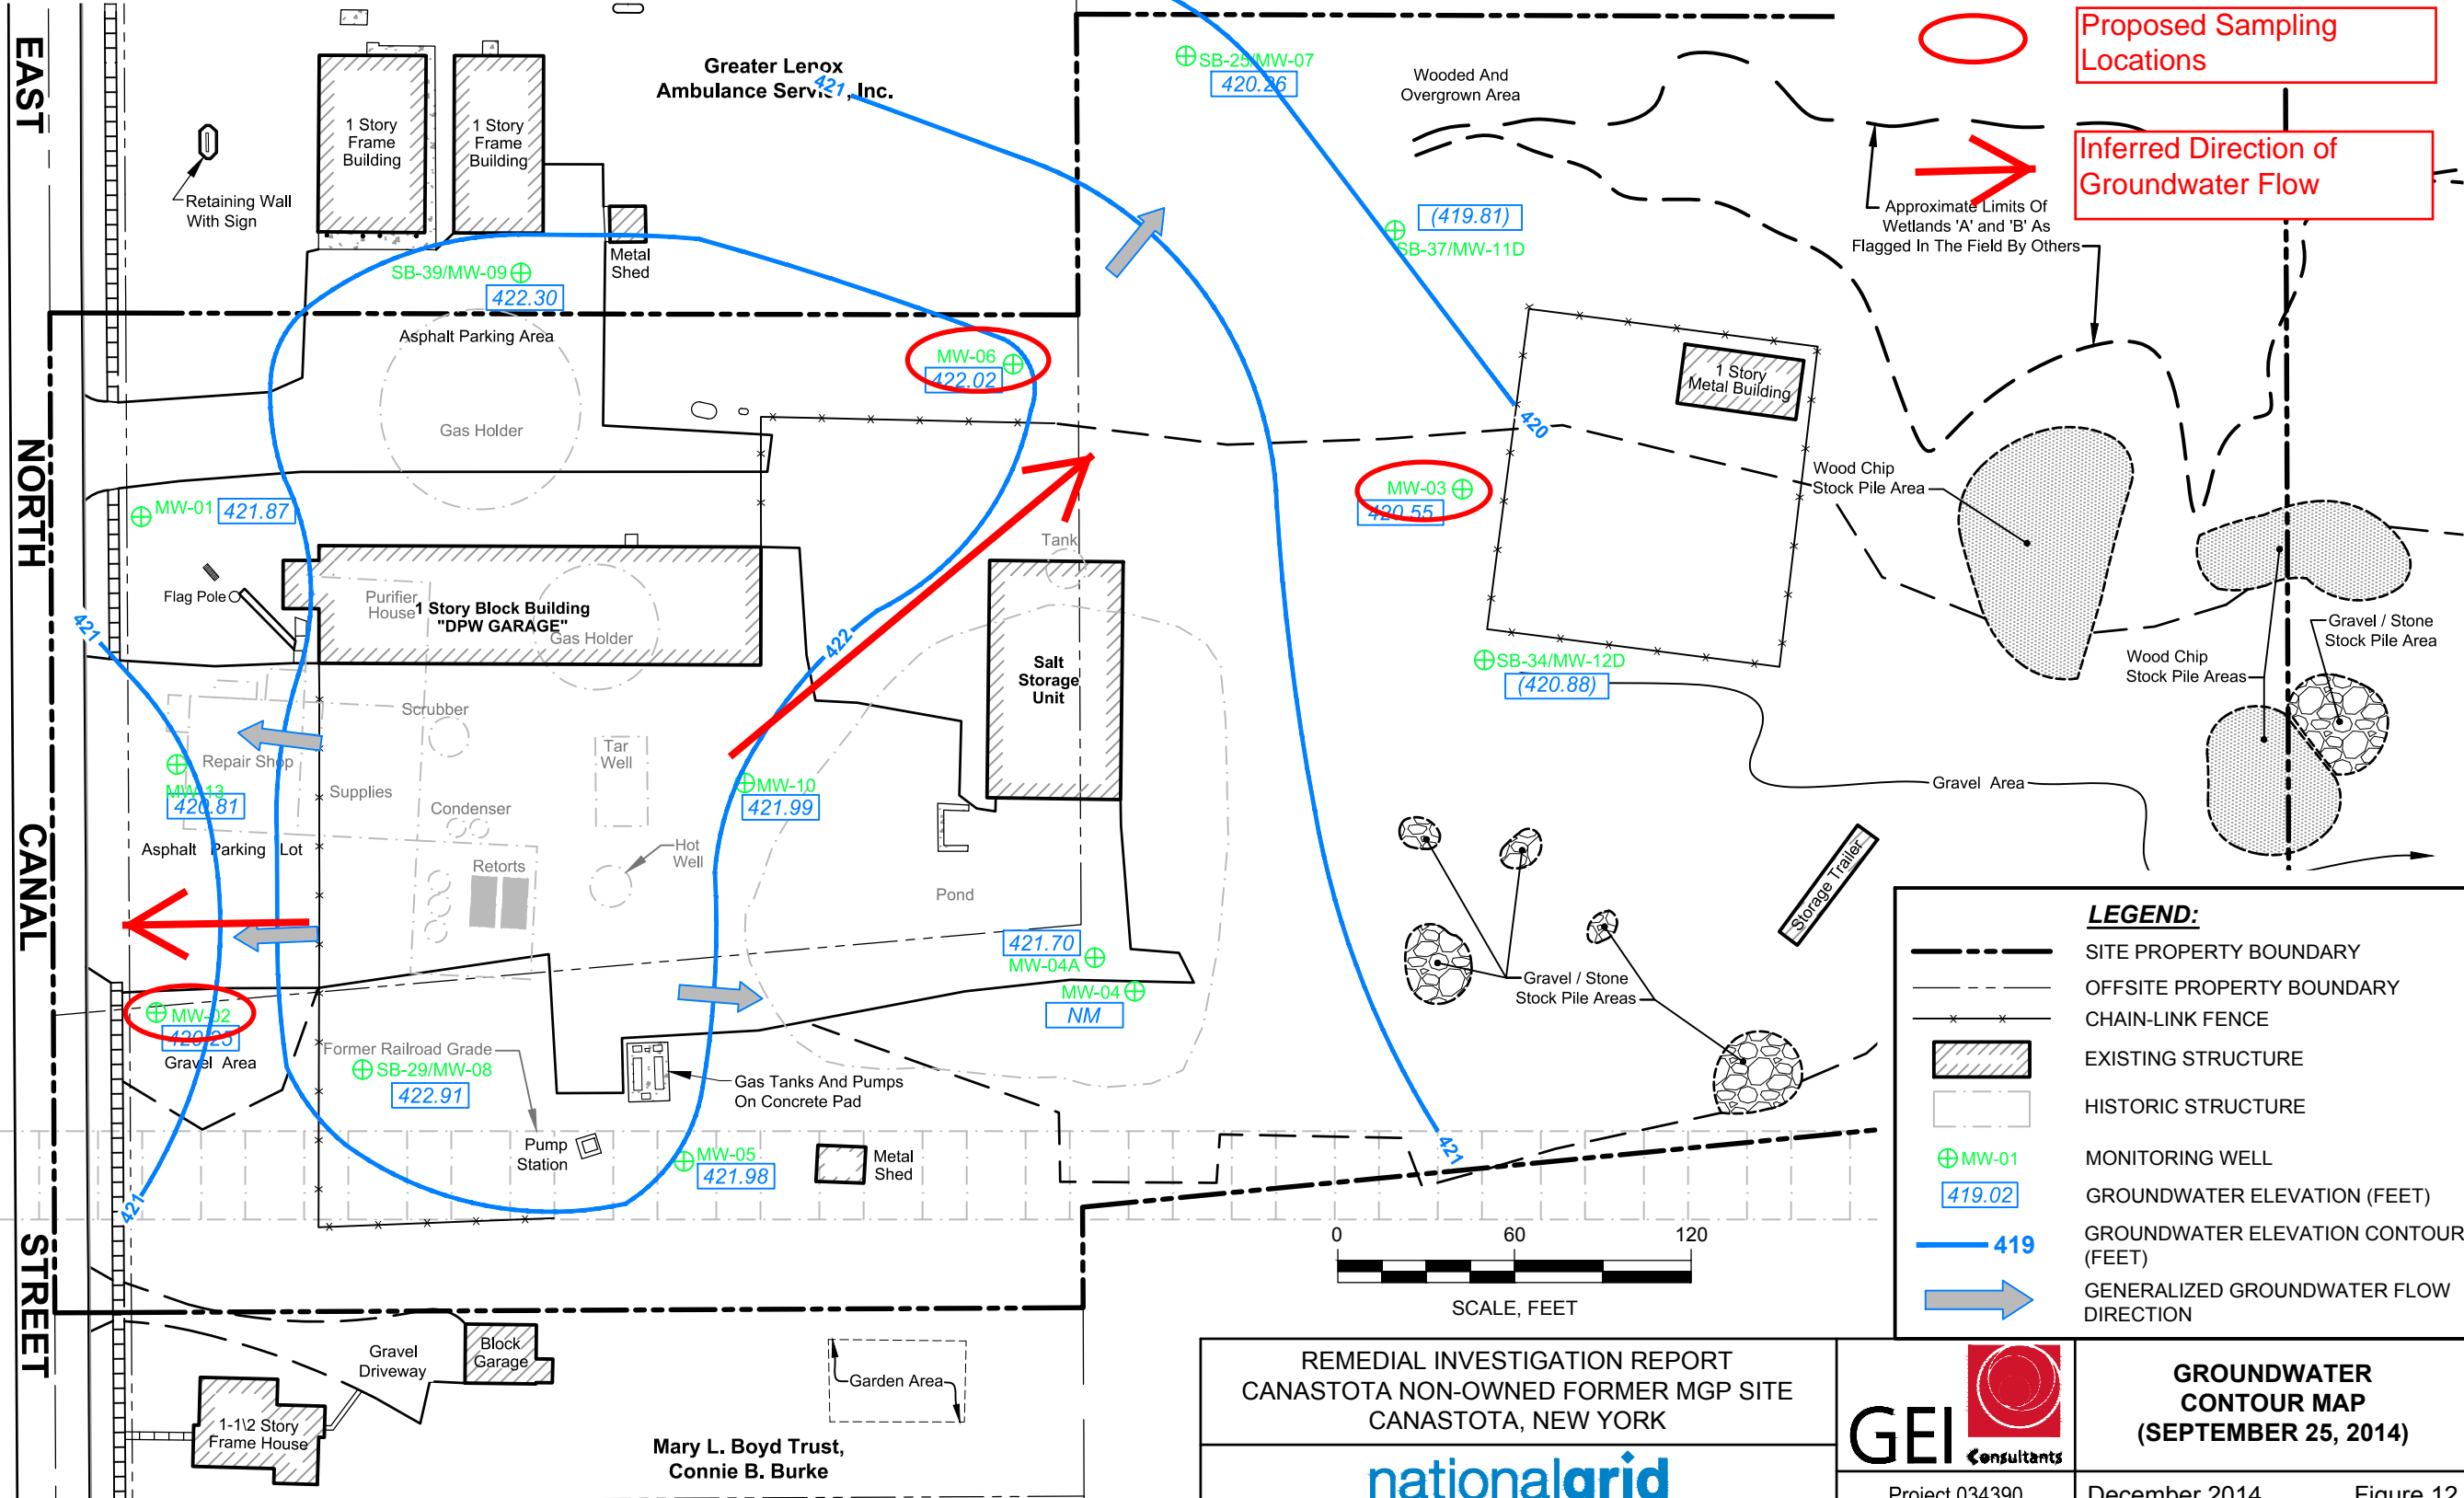 EAST
NORTH
CANAL
STREET
Greater Lenox
Ambulance Service, Inc.
421
1 Story
Frame
Building
1 Story
Frame
Building
Retaining Wall
With Sign
Metal
Shed
SB-39/MW-09
422.30
Asphalt Parking Area
Gas Holder
MW-06
422.02
SB-25/MW-07
420.26
Wooded And
Overgrown Area
(419.81)
SB-37/MW-11D
Proposed Sampling
Locations
Inferred Direction of
Groundwater Flow
Approximate Limits Of
Wetlands 'A' and 'B' As
Flagged In The Field By Others
1 Story
Metal Building
420
MW-03
420.55
Wood Chip
Stock Pile Area
MW-01
421.87
Flag Pole
Purifier
House
1 Story Block Building
"DPW GARAGE"
Gas Holder
Tank
Salt
Storage
Unit
421
422
SB-34/MW-12D
(420.88)
Gravel / Stone
Stock Pile Area
Wood Chip
Stock Pile Areas
Scrubber
Repair Shop
MW-13
420.81
Supplies
Tar
Well
MW-10
421.99
Condenser
Asphalt Parking Lot
Hot
Well
Retorts
Pond
Gravel Area
Storage Trailer
421.70
MW-04A
MW-04
NM
Gravel / Stone
Stock Pile Areas
MW-02
420.25
Gravel Area
Former Railroad Grade
SB-29/MW-08
422.91
Gas Tanks And Pumps
On Concrete Pad
Pump
Station
MW-05
421.98
Metal
Shed
421
421
LEGEND:
SITE PROPERTY BOUNDARY
OFFSITE PROPERTY BOUNDARY
CHAIN-LINK FENCE
EXISTING STRUCTURE
HISTORIC STRUCTURE
MW-01
MONITORING WELL
419.02
GROUNDWATER ELEVATION (FEET)
419
GROUNDWATER ELEVATION CONTOUR
(FEET)
GENERALIZED GROUNDWATER FLOW
DIRECTION
0 60 120
SCALE, FEET
Gravel
Driveway
Block
Garage
1-1\2 Story
Frame House
Garden Area
Mary L. Boyd Trust,
Connie B. Burke
REMEDIAL INVESTIGATION REPORT
CANASTOTA NON-OWNED FORMER MGP SITE
CANASTOTA, NEW YORK
nationalgrid
GEI
Consultants
GROUNDWATER
CONTOUR MAP
(SEPTEMBER 25, 2014)
Project 034390
December 2014
Figure 12